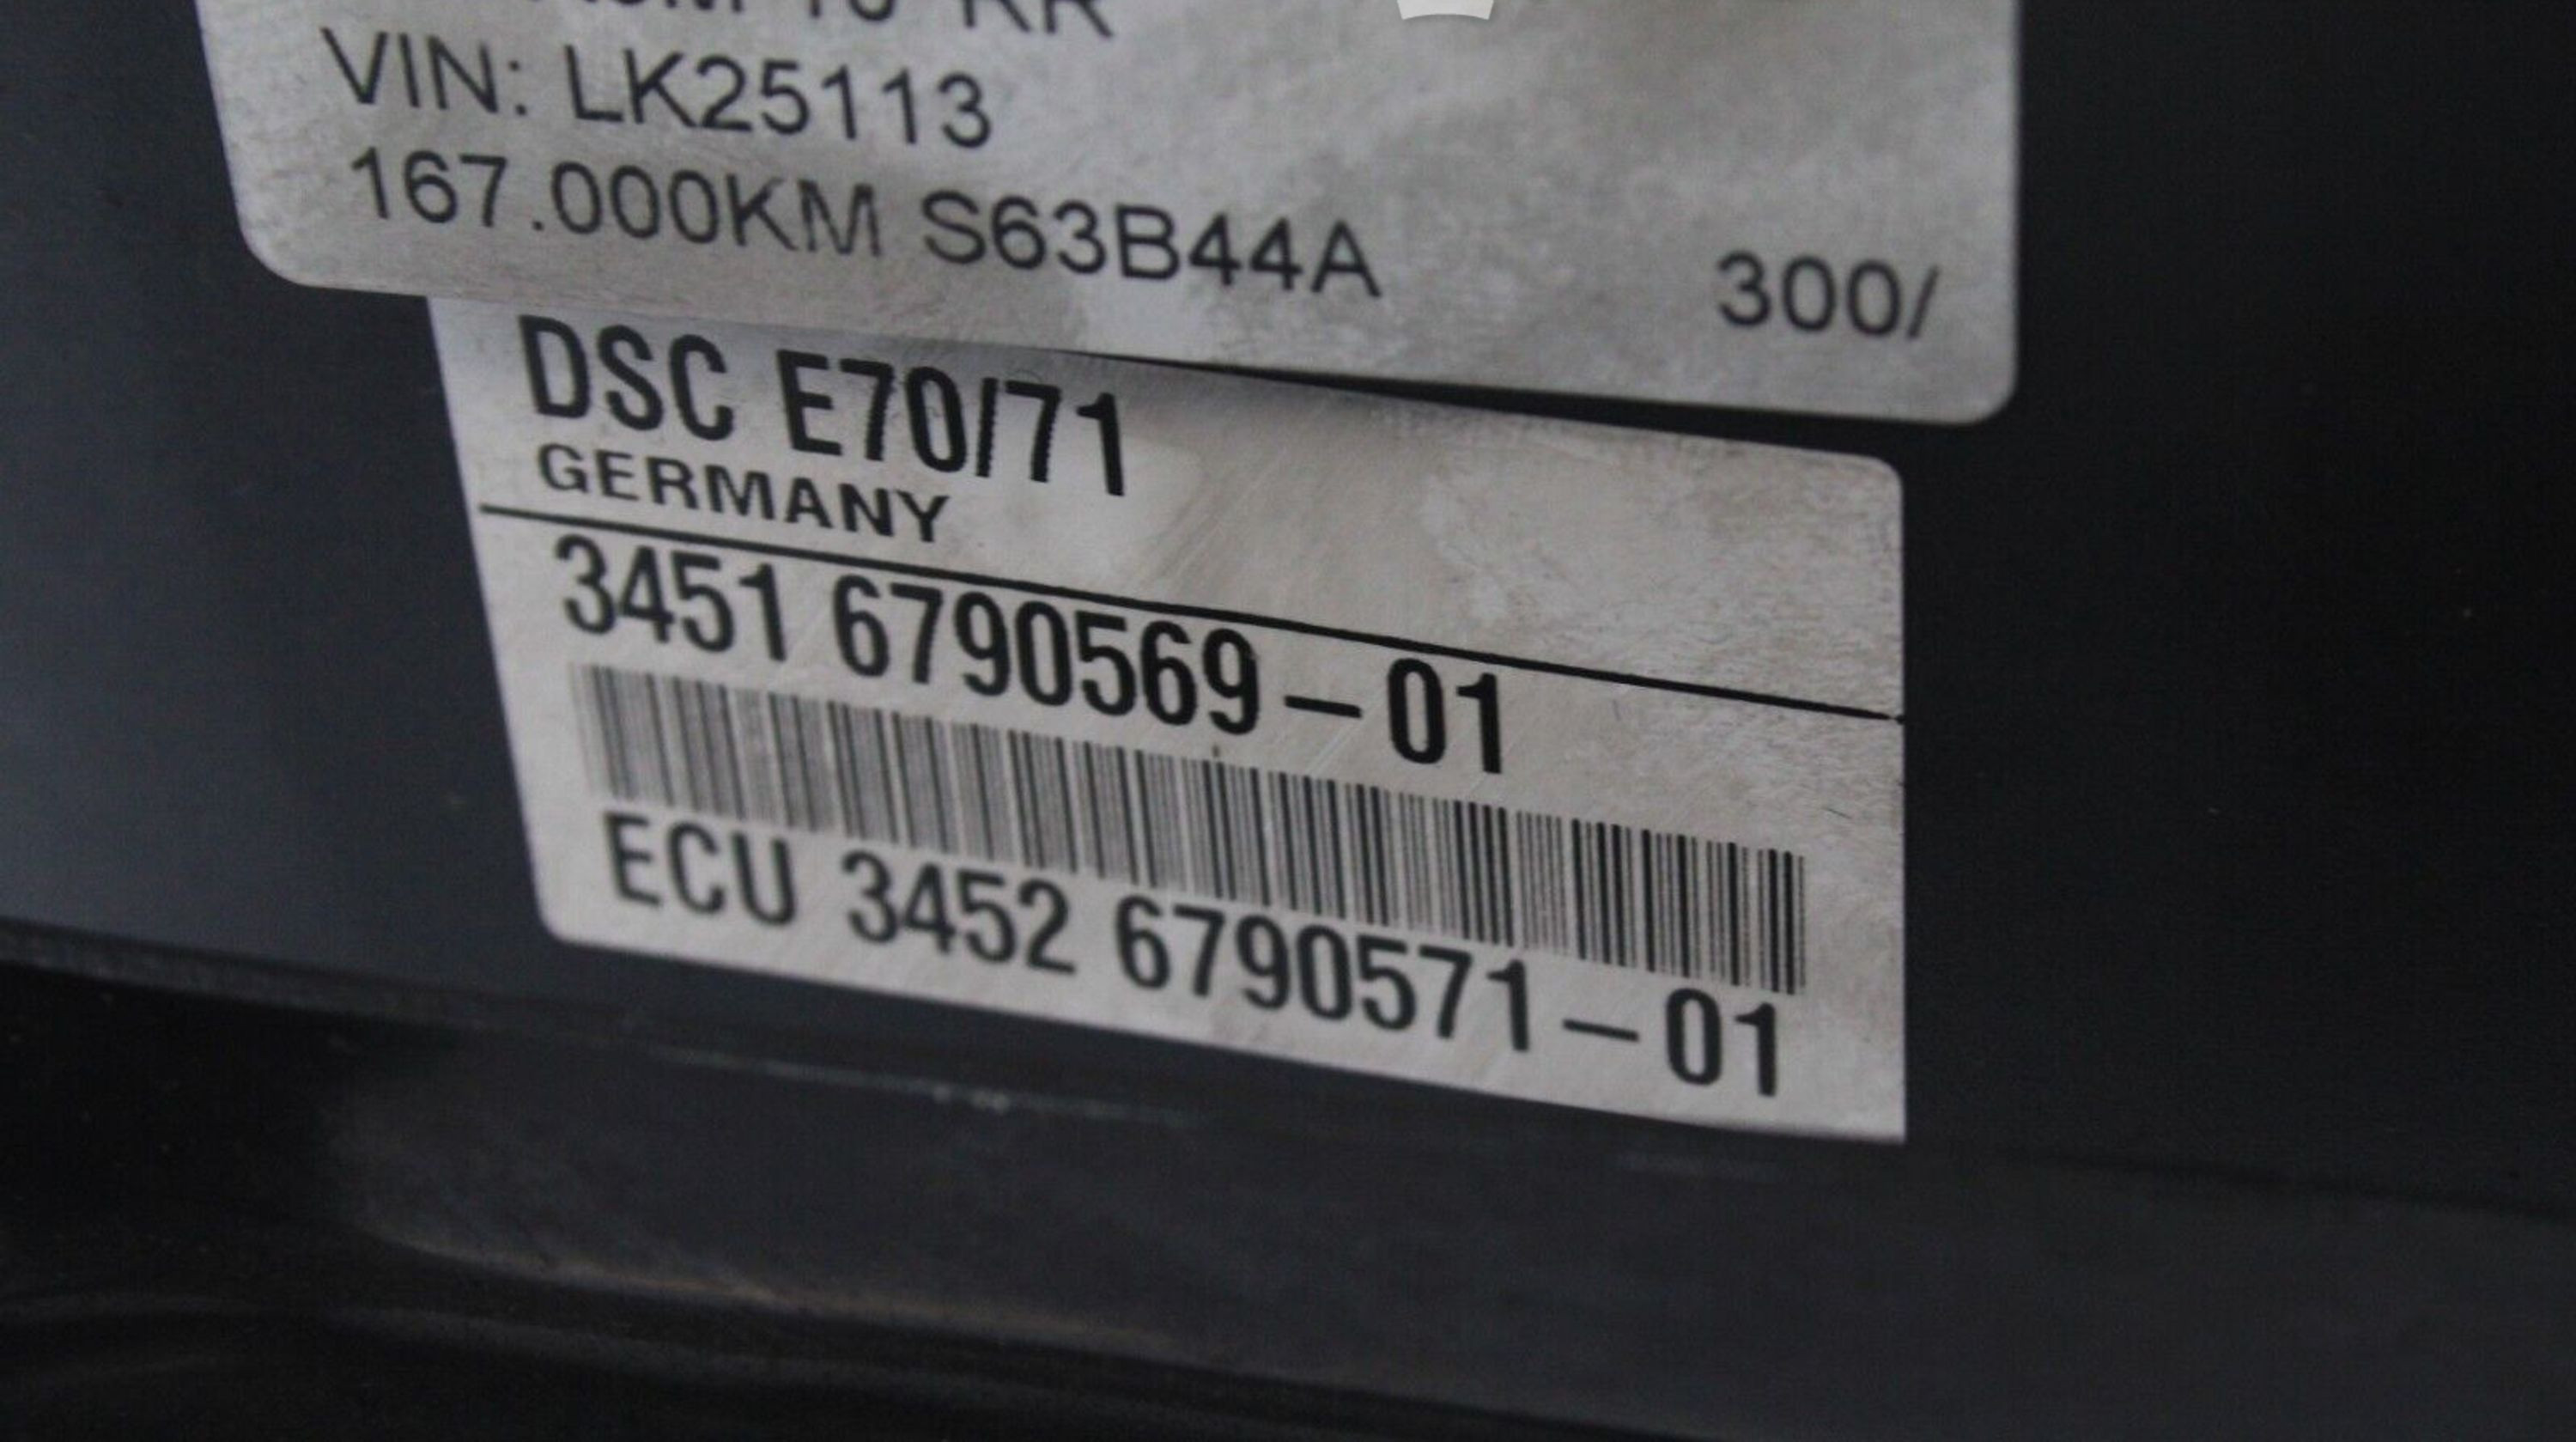 VIN: LK25113
167.000KM S63B44A 300/
DSC E70/71
GERMANY
3451 6790569-01
ECU 3452 6790571-01